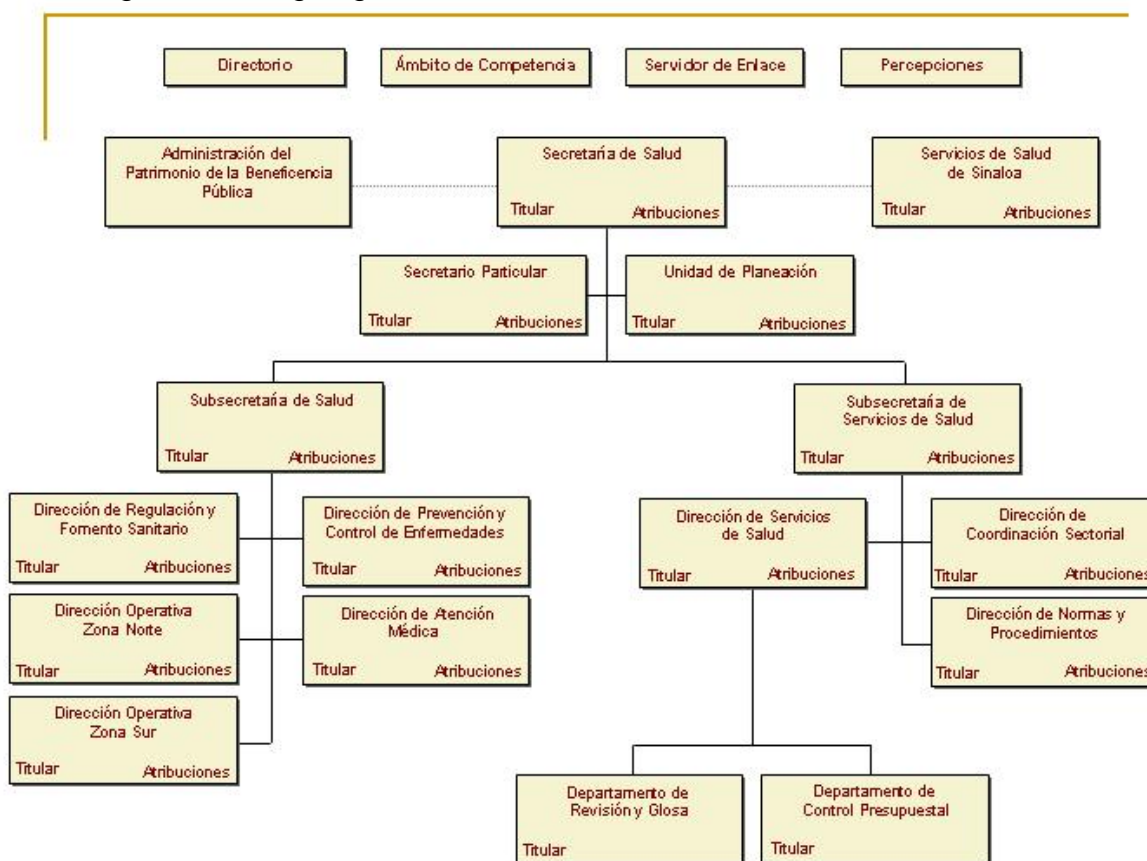 Directorio
Ámbito de Competencia
Servidor de Enlace
Percepciones
Administración del
Patrimonio de la Beneficencia
Pública
Secretaría de Salud
Titular Atribuciones
Servicios de Salud
de Sinaloa
Titular Atribuciones
Secretario Particular
Titular Atribuciones
Unidad de Planeación
Titular Atribuciones
Subsecretaría de Salud
Titular Atribuciones
Subsecretaría de
Servicios de Salud
Titular Atribuciones
Dirección de Regulación y
Fomento Sanitario
Titular Atribuciones
Dirección de Prevención y
Control de Enfermedades
Titular Atribuciones
Dirección de Servicios
de Salud
Titular Atribuciones
Dirección de
Coordinación Sectorial
Titular Atribuciones
Dirección Operativa
Zona Norte
Titular Atribuciones
Dirección de Atención
Médica
Titular Atribuciones
Dirección de Normas y
Procedimientos
Titular Atribuciones
Dirección Operativa
Zona Sur
Titular Atribuciones
Departamento de
Revisión y Glosa
Titular
Departamento de
Control Presupuestal
Titular